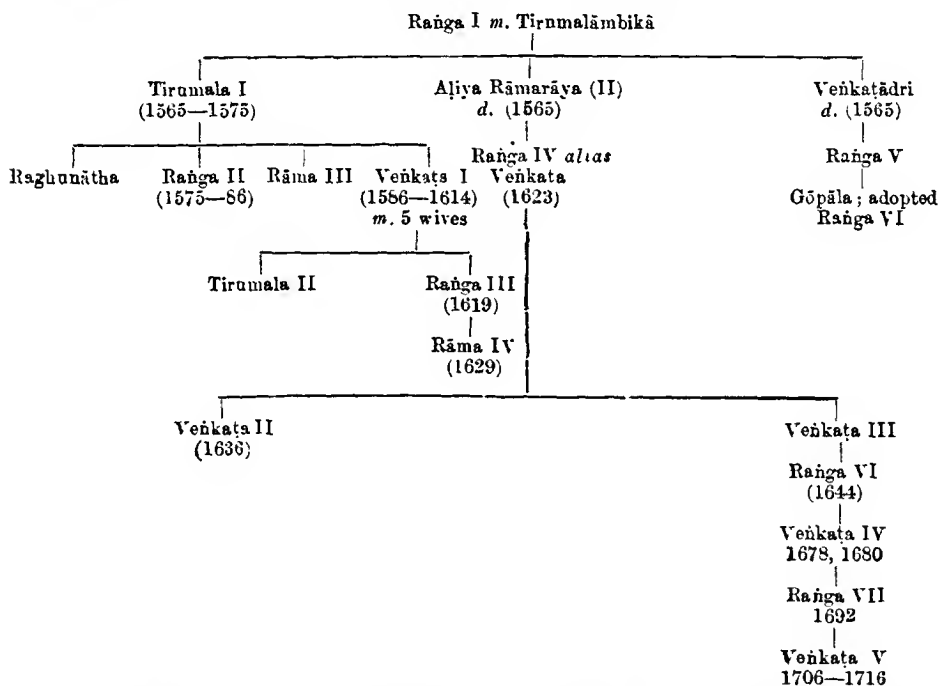 Raṅga I m. Tirumalāmbikâ
Tirumala I
(1565—1575)
Aḷiya Rāmarāya (II)
d. (1565)
Veṅkaṭādri
d. (1565)
Raghunātha
Raṅga II
(1575—86)
Rāma III
Veṅkaṭa I
(1586—1614)
m. 5 wives
Raṅga IV alias
Veṅkata
(1623)
Raṅga V
Gōpāla; adopted
Raṅga VI
Tirumala II
Raṅga III
(1619)
Rāma IV
(1629)
Veṅkaṭa II
(1636)
Veṅkaṭa III
Raṅga VI
(1644)
Veṅkaṭa IV
1678, 1680
Raṅga VII
1692
Veṅkaṭa V
1706—1716